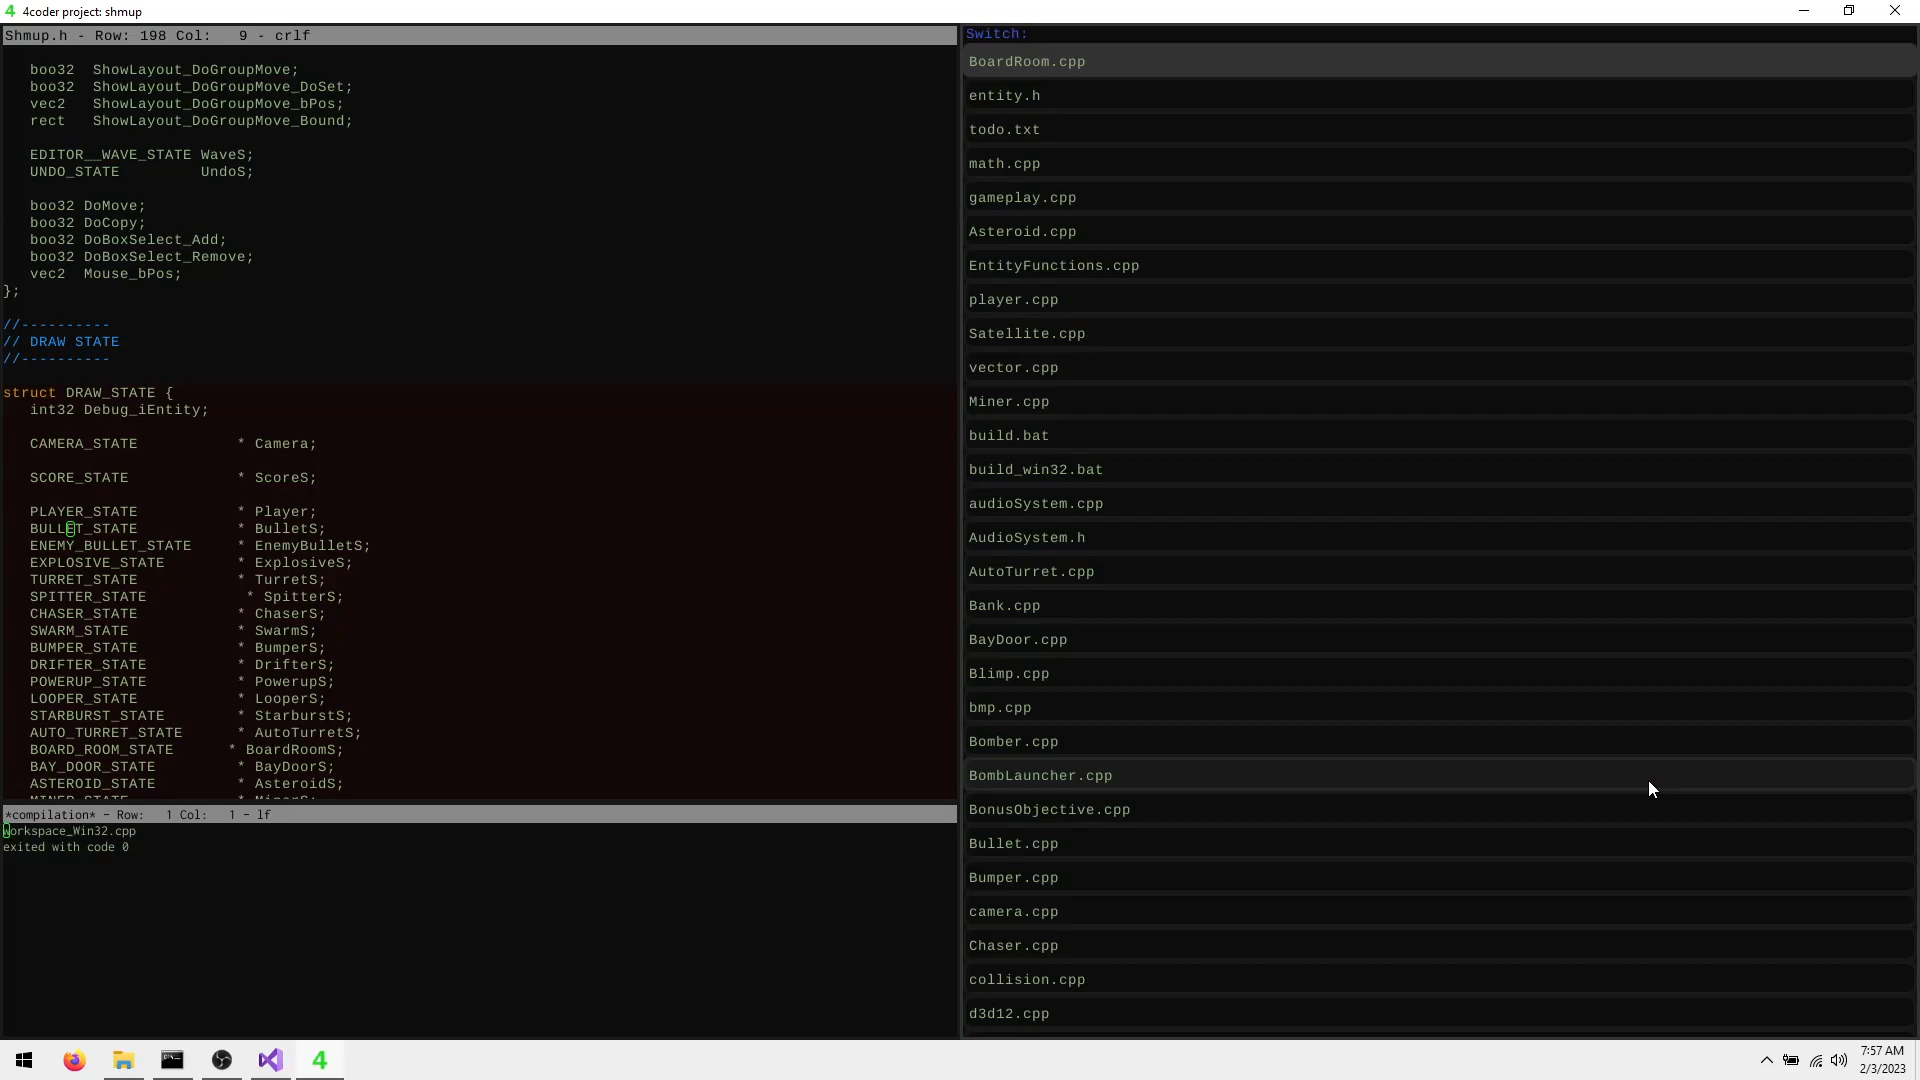 4 4coder project: shmup
Shmup.h - Row: 198 Col:   9 - crlf
boo32  ShowLayout_DoGroupMove;
boo32  ShowLayout_DoGroupMove_DoSet;
vec2   ShowLayout_DoGroupMove_bPos;
rect   ShowLayout_DoGroupMove_Bound;
EDITOR__WAVE_STATE WaveS;
UNDO_STATE         UndoS;
boo32 DoMove;
boo32 DoCopy;
boo32 DoBoxSelect_Add;
boo32 DoBoxSelect_Remove;
vec2  Mouse_bPos;
};
//----------
// DRAW STATE
//----------
struct DRAW_STATE {
int32 Debug_iEntity;
CAMERA_STATE           * Camera;
SCORE_STATE            * ScoreS;
PLAYER_STATE           * Player;
BULLET_STATE           * BulletS;
ENEMY_BULLET_STATE     * EnemyBulletS;
EXPLOSIVE_STATE        * ExplosiveS;
TURRET_STATE           * TurretS;
SPITTER_STATE           * SpitterS;
CHASER_STATE           * ChaserS;
SWARM_STATE            * SwarmS;
BUMPER_STATE           * BumperS;
DRIFTER_STATE          * DrifterS;
POWERUP_STATE          * PowerupS;
LOOPER_STATE           * LooperS;
STARBURST_STATE        * StarburstS;
AUTO_TURRET_STATE      * AutoTurretS;
BOARD_ROOM_STATE      * BoardRoomS;
BAY_DOOR_STATE         * BayDoorS;
ASTEROID_STATE         * AsteroidS;
MINER_STATE            * MinerS;
*compilation* - Row:   1 Col:   1 - lf
workspace_Win32.cpp
exited with code 0
Switch:
BoardRoom.cpp
entity.h
todo.txt
math.cpp
gameplay.cpp
Asteroid.cpp
EntityFunctions.cpp
player.cpp
Satellite.cpp
vector.cpp
Miner.cpp
build.bat
build_win32.bat
audioSystem.cpp
AudioSystem.h
AutoTurret.cpp
Bank.cpp
BayDoor.cpp
Blimp.cpp
bmp.cpp
Bomber.cpp
BombLauncher.cpp
BonusObjective.cpp
Bullet.cpp
Bumper.cpp
camera.cpp
Chaser.cpp
collision.cpp
d3d12.cpp
4
7:57 AM
2/3/2023